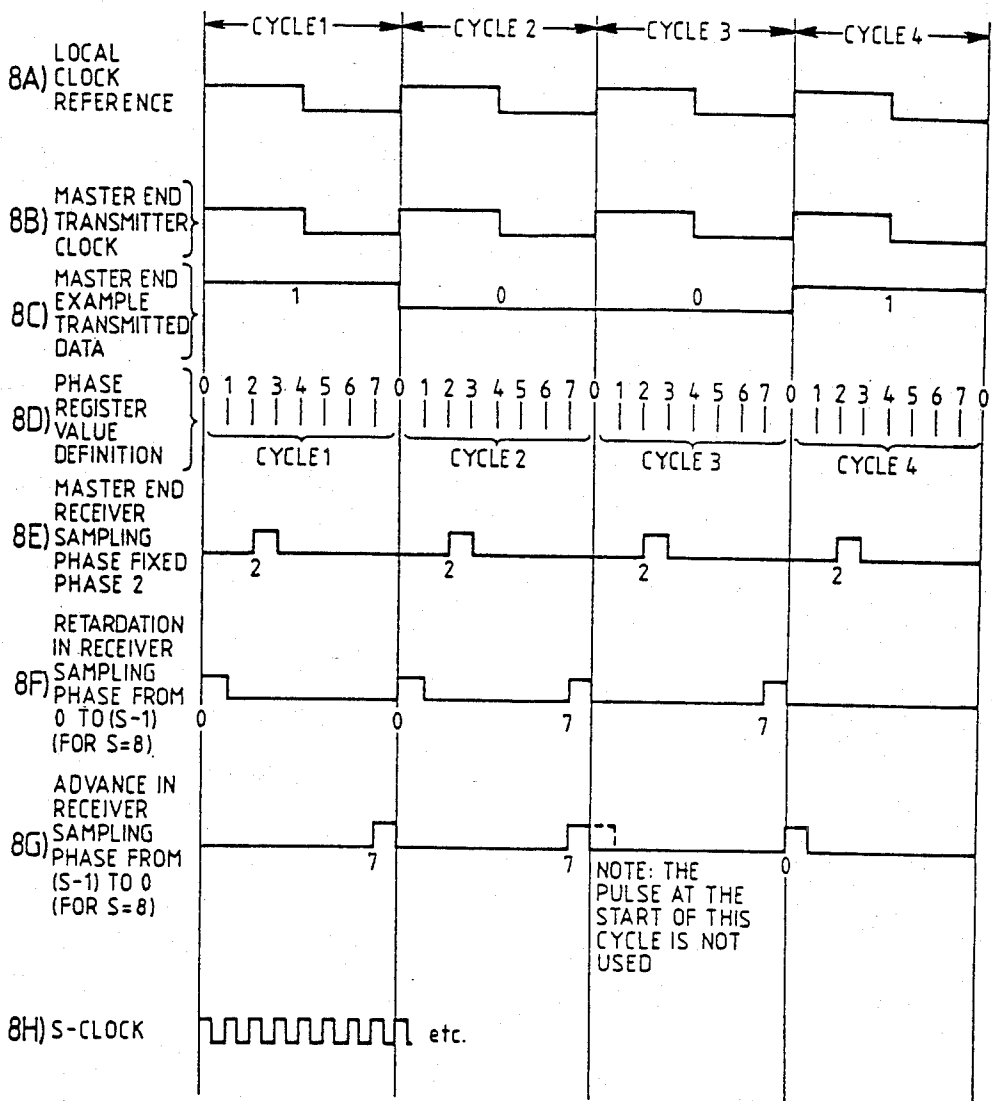 CYCLE1 CYCLE 2 CYCLE 3 CYCLE 4
8A) LOCAL
CLOCK
REFERENCE
8B) MASTER END
TRANSMITTER
CLOCK
8C) MASTER END
EXAMPLE
TRANSMITTED
DATA
1 0 0 1
8D) PHASE
REGISTER
VALUE
DEFINITION
0 1 2 3 4 5 6 7 0 1 2 3 4 5 6 7 0 1 2 3 4 5 6 7 0 1 2 3 4 5 6 7 0
CYCLE1 CYCLE 2 CYCLE 3 CYCLE 4
8E) MASTER END
RECEIVER
SAMPLING
PHASE FIXED
PHASE 2
2 2 2 2
8F) RETARDATION
IN RECEIVER
SAMPLING
PHASE FROM
0 TO (S-1)
(FOR S=8)
0 0 7 7
8G) ADVANCE IN
RECEIVER
SAMPLING
PHASE FROM
(S-1) TO 0
(FOR S=8)
7 7 0
NOTE: THE
PULSE AT THE
START OF THIS
CYCLE IS NOT
USED
8H) S-CLOCK etc.